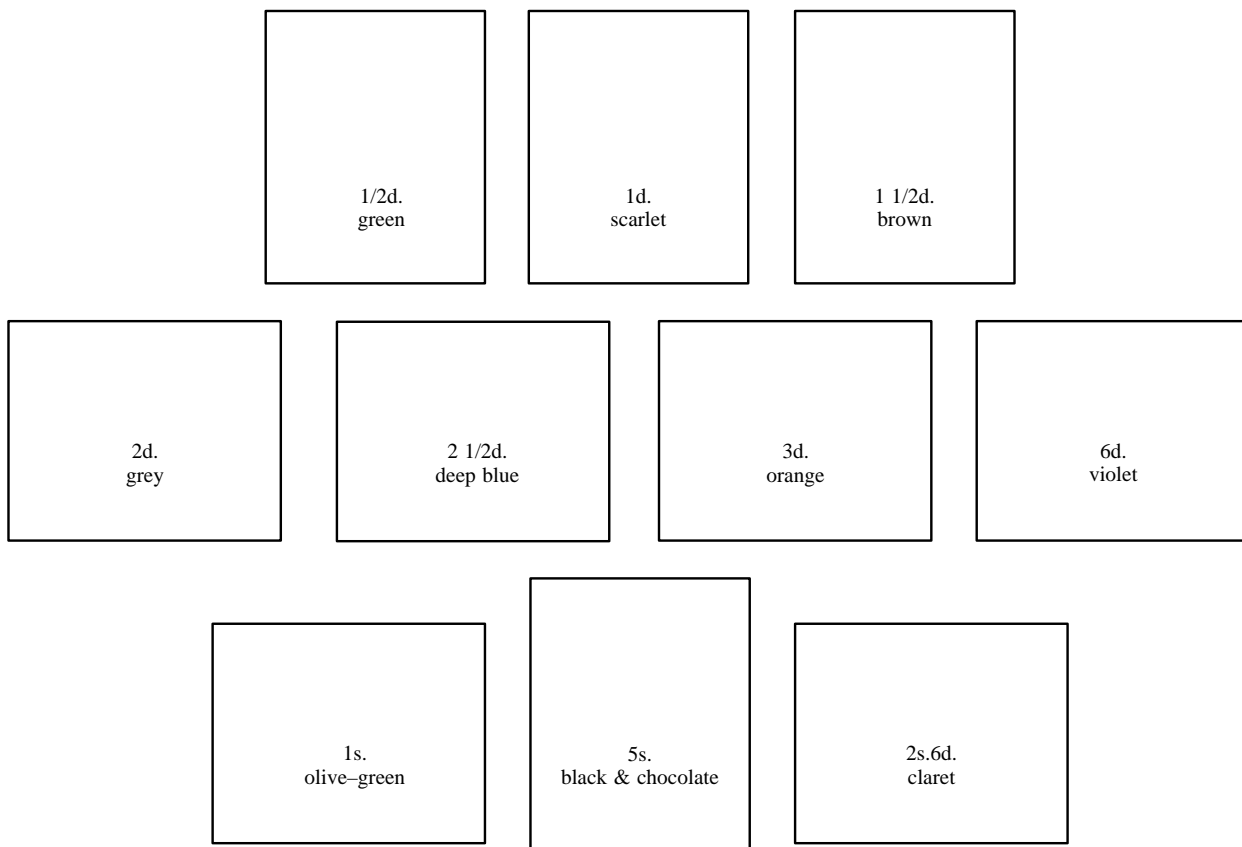 1/2d.
green
1d.
scarlet
1 1/2d.
brown
2d.
grey
2 1/2d.
deep blue
3d.
orange
6d.
violet
1s.
olive–green
5s.
black & chocolate
2s.6d.
claret